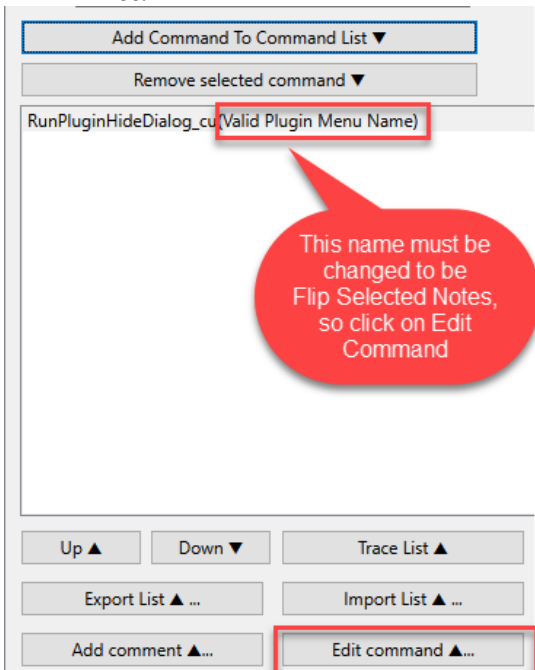 Add Command To Command List ▼
Remove selected command ▼
RunPluginHideDialog_cu(Valid Plugin Menu Name)
This name must be
changed to be
Flip Selected Notes,
so click on Edit
Command
Up ▲ Down ▼ Trace List ▲
Export List ▲ ... Import List ▲ ...
Add comment ▲... Edit command ▲...